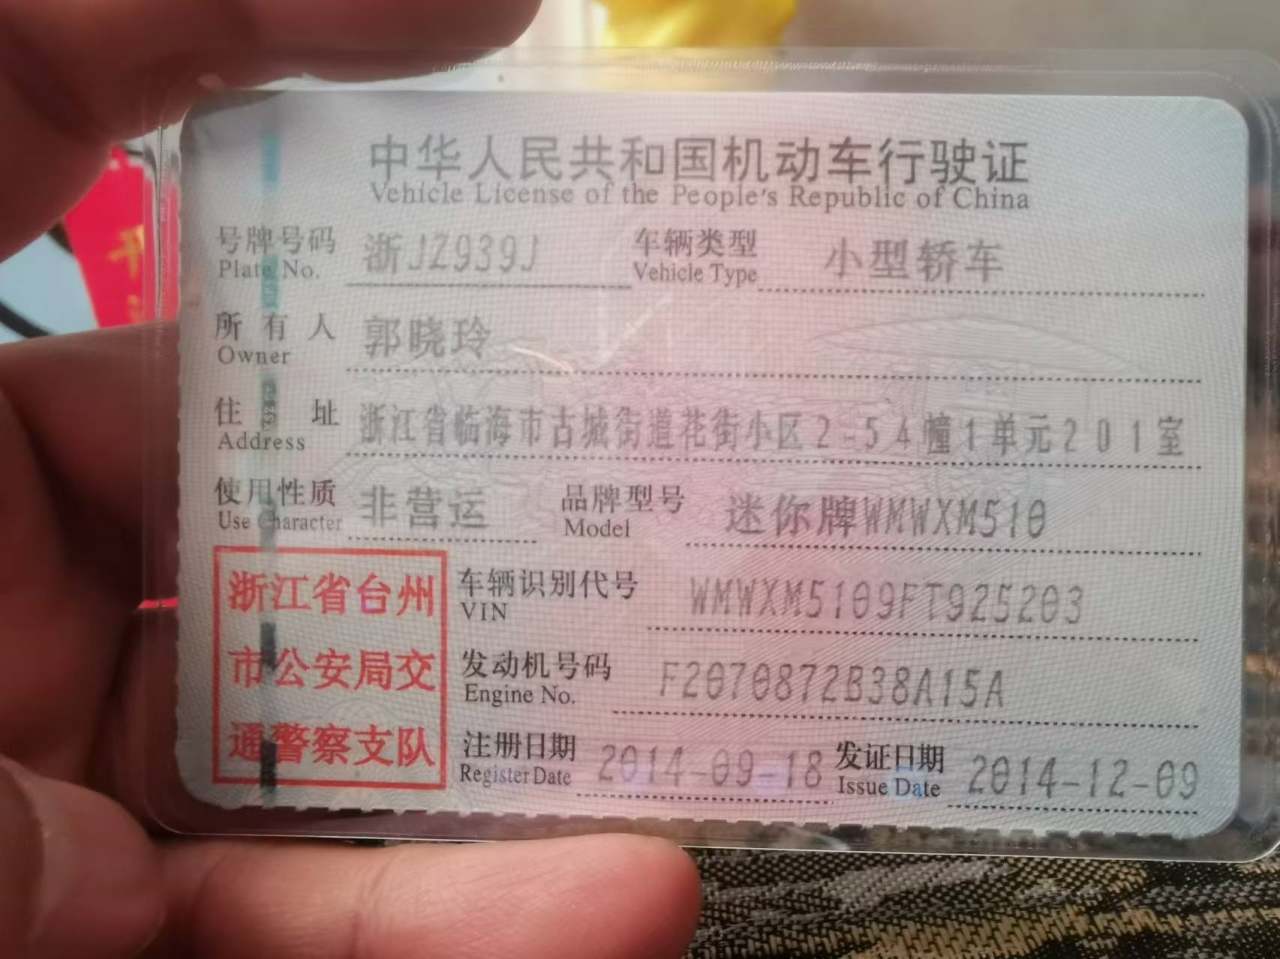 中华人民共和国机动车行驶证
Vehicle License of the People's Republic of China
号牌号码 浙JZ939J 车辆类型 小型轿车
Plate No. Vehicle Type
所有人 郭晓玲
Owner
住址 浙江省临海市古城街道花街小区2-54幢1单元201室
Address
使用性质 非营运 品牌型号 迷你牌WMWXM510
Use Character Model
浙江省台州
市公安局交
通警察支队
车辆识别代号 WMWXM5109FT925203
VIN
发动机号码 F2070872B38A15A
Engine No.
注册日期 2014-09-18 发证日期 2014-12-09
Register Date Issue Date